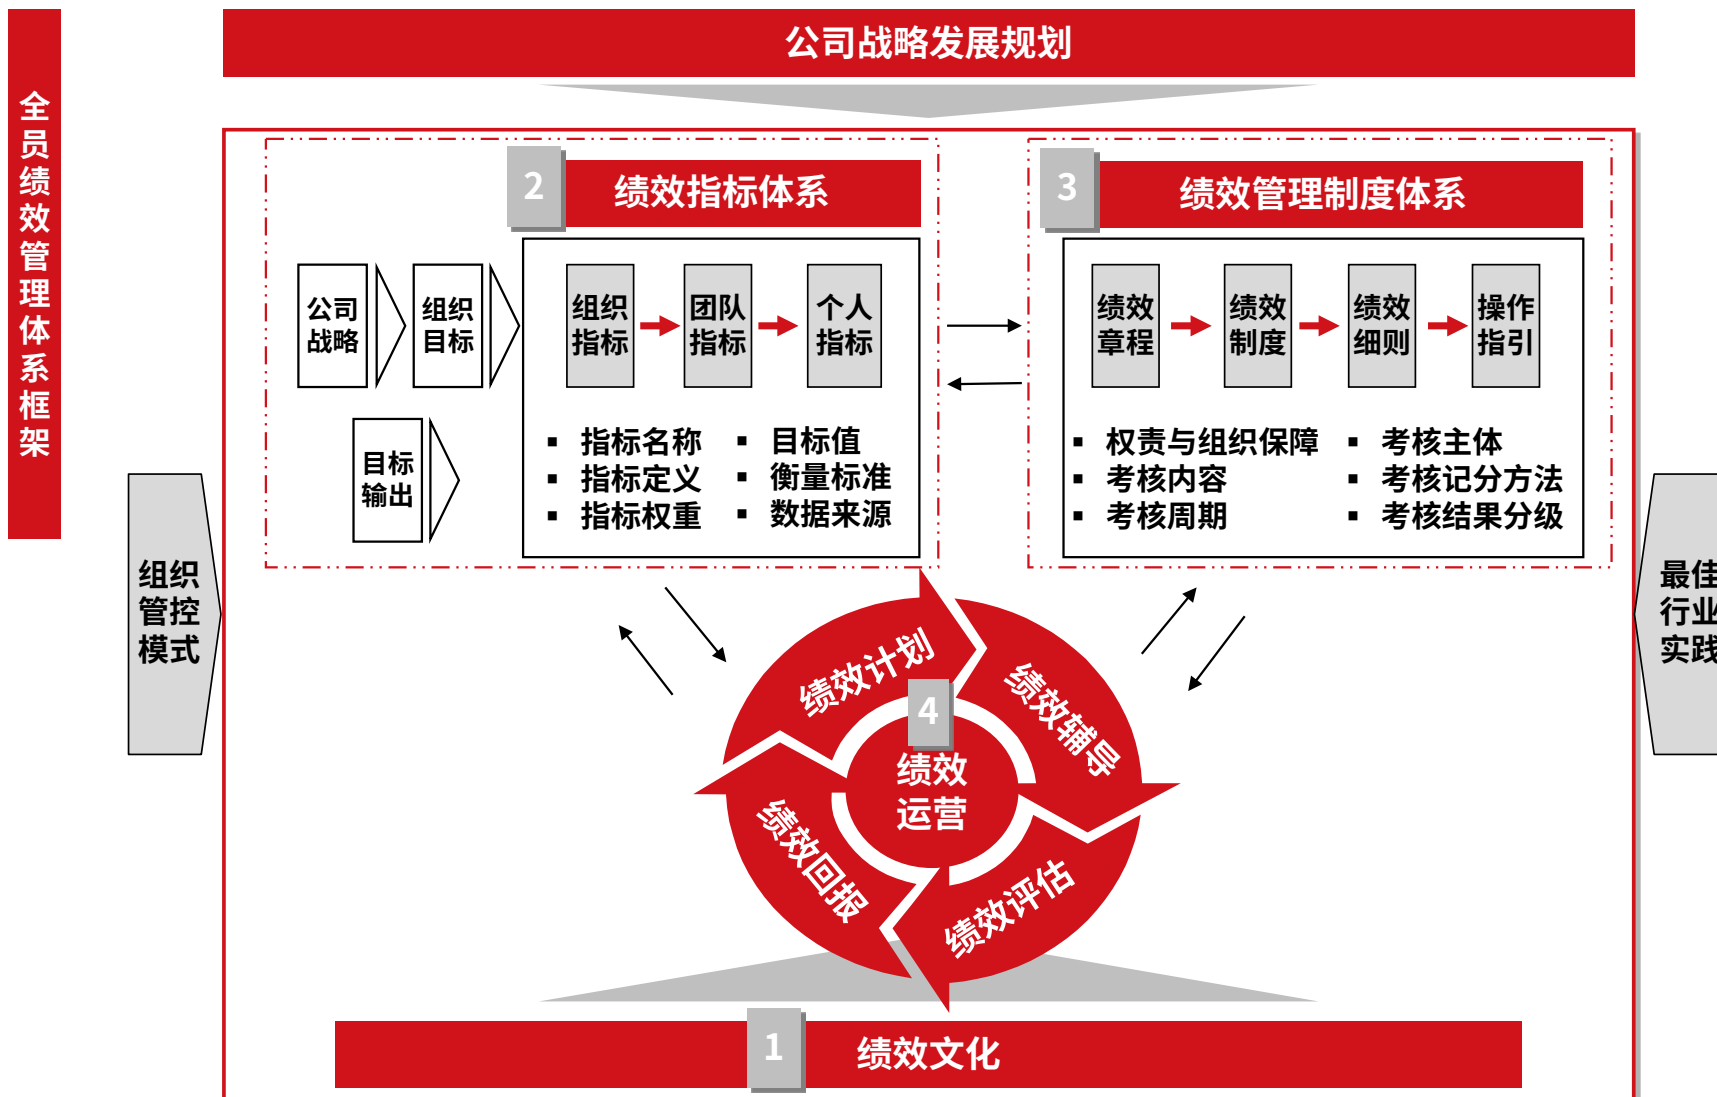 公司战略发展规划
全员绩效管理体系框架
2
绩效指标体系
公司
战略
组织
目标
目标
输出
组织
指标
团队
指标
个人
指标
指标名称
指标定义
指标权重
目标值
衡量标准
数据来源
3
绩效管理制度体系
绩效
章程
绩效
制度
绩效
细则
操作
指引
权责与组织保障
考核内容
考核周期
考核主体
考核记分方法
考核结果分级
组织
管控
模式
最佳
行业
实践
绩效计划
绩效辅导
绩效评估
绩效回报
4
绩效
运营
1
绩效文化